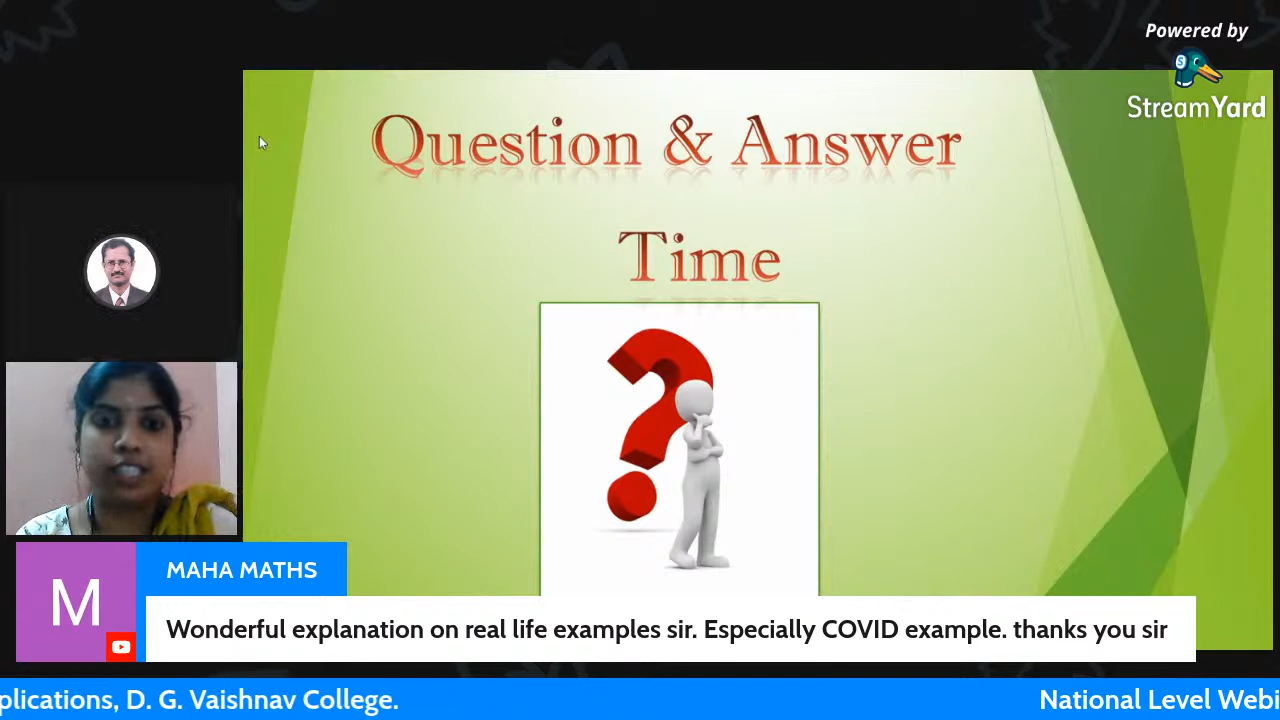 Powered by
StreamYard
Question & Answer
Time
M
MAHA MATHS
Wonderful explanation on real life examples sir. Especially COVID example. thanks you sir
plications, D. G. Vaishnav College.
National Level Webi